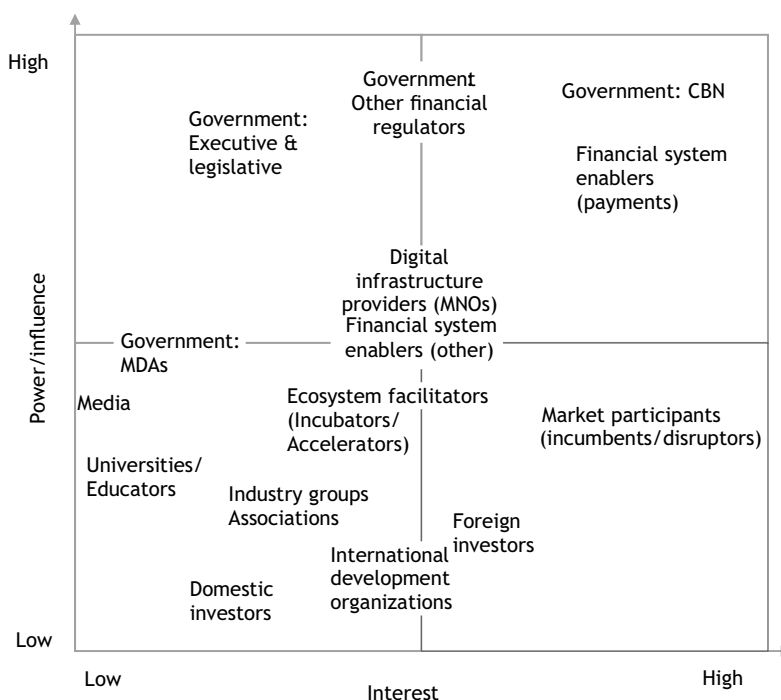 High
Government:
Other financial
regulators
Government: CBN
Government:
Executive &
legislative
Financial system
enablers
(payments)
Digital
infrastructure
providers (MNOs)
Financial system
enablers (other)
Government:
MDAs
Power/influence
Media
Ecosystem facilitators
(Incubators/
Accelerators)
Market participants
(incumbents/disruptors)
Universities/
Educators
Industry groups
Associations
Foreign
investors
International
development
organizations
Domestic
investors
Low
Low
Interest
High